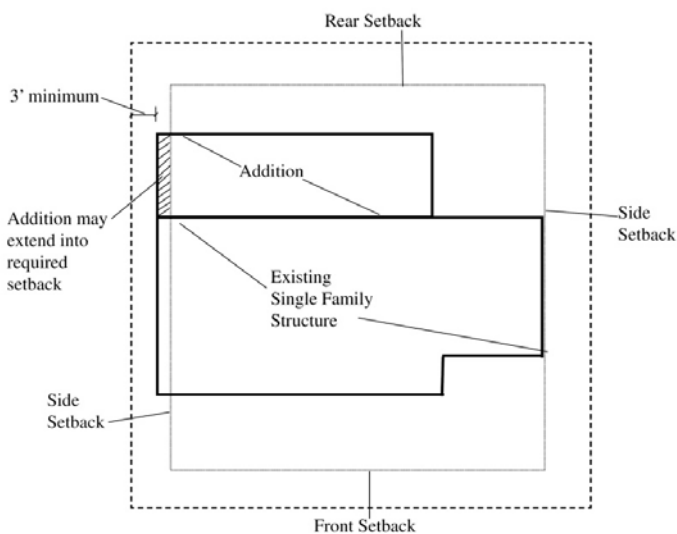 Rear Setback
3’ minimum
Addition
Addition may
extend into
required
setback
Side
Setback
Existing
Single Family
Structure
Side
Setback
Front Setback